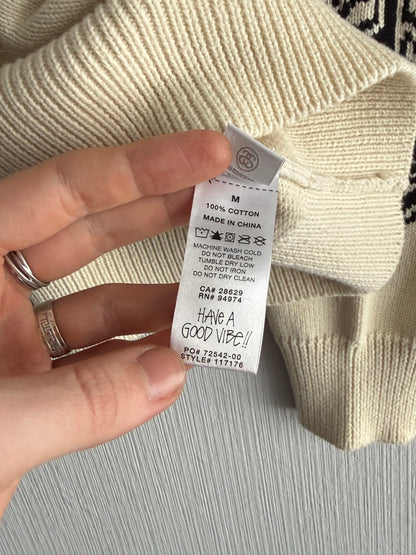 M
100% COTTON
MADE IN CHINA
MACHINE WASH COLD
DO NOT BLEACH
TUMBLE DRY LOW
DO NOT IRON
DO NOT DRY CLEAN
CA# 28629
RN# 94974
HAVE A
GOOD VIBE!!
PO# 72542-00
STYLE# 117176